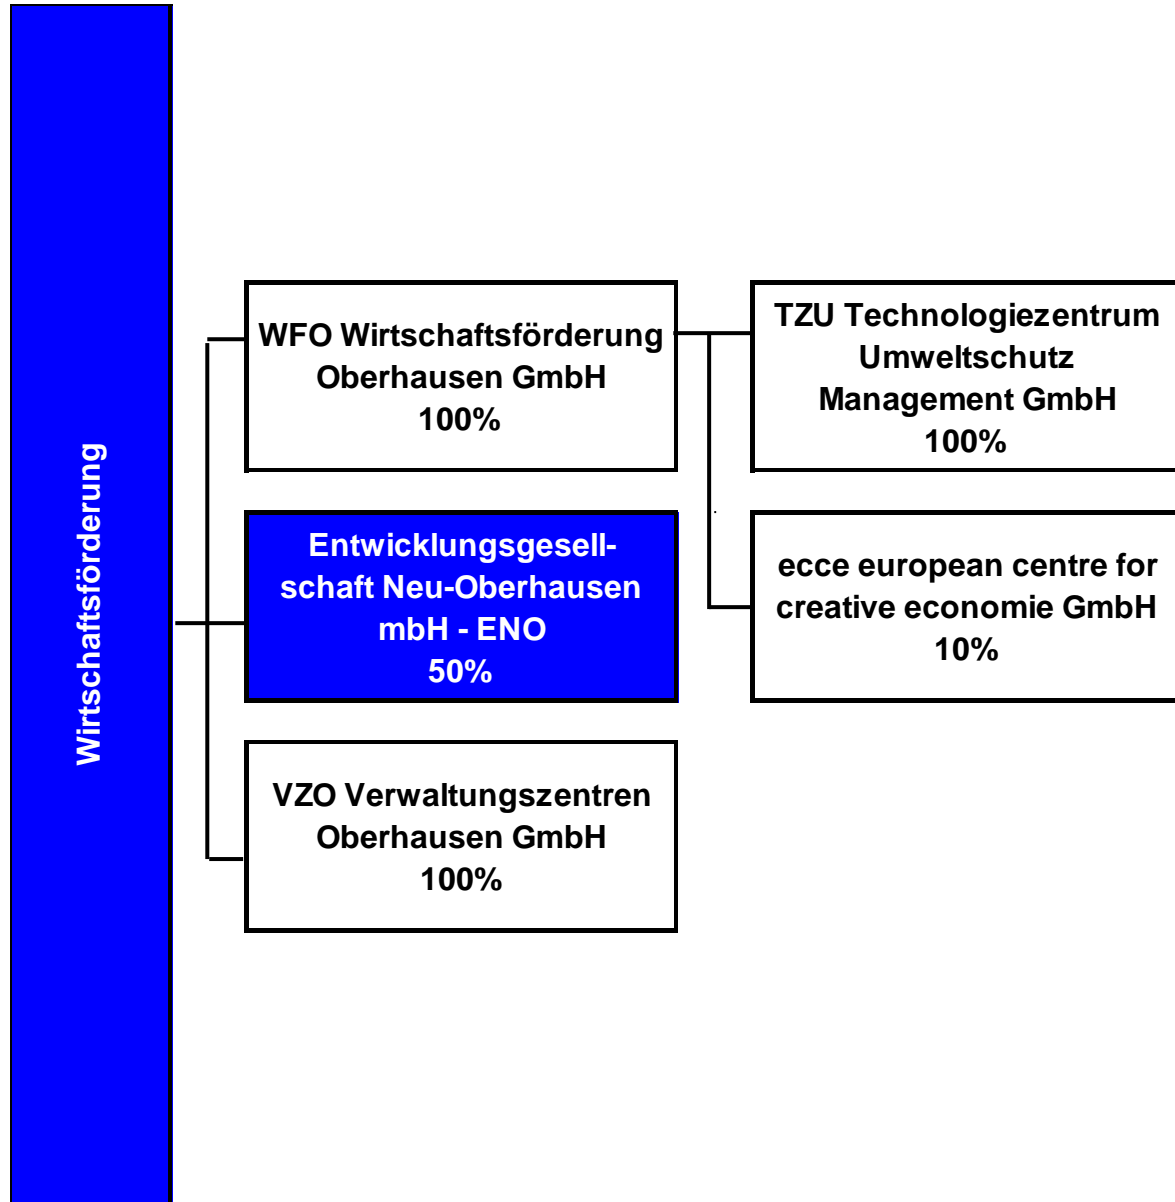 Wirtschaftsförderung
WFO Wirtschaftsförderung
Oberhausen GmbH
100%
Entwicklungsgesell-
schaft Neu-Oberhausen
mbH - ENO
50%
VZO Verwaltungszentren
Oberhausen GmbH
100%
TZU Technologiezentrum
Umweltschutz
Management GmbH
100%
ecce european centre for
creative economie GmbH
10%